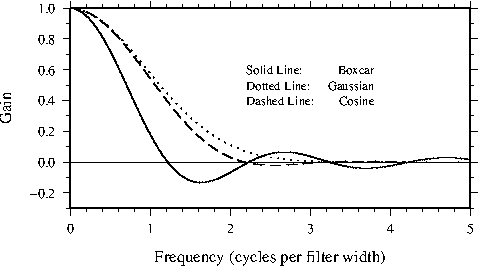 1.0
0.8
0.6
0.4
0.2
0.0
−0.2
Gain
Solid Line: Boxcar
Dotted Line: Gaussian
Dashed Line: Cosine
0 1 2 3 4 5
Frequency (cycles per filter width)